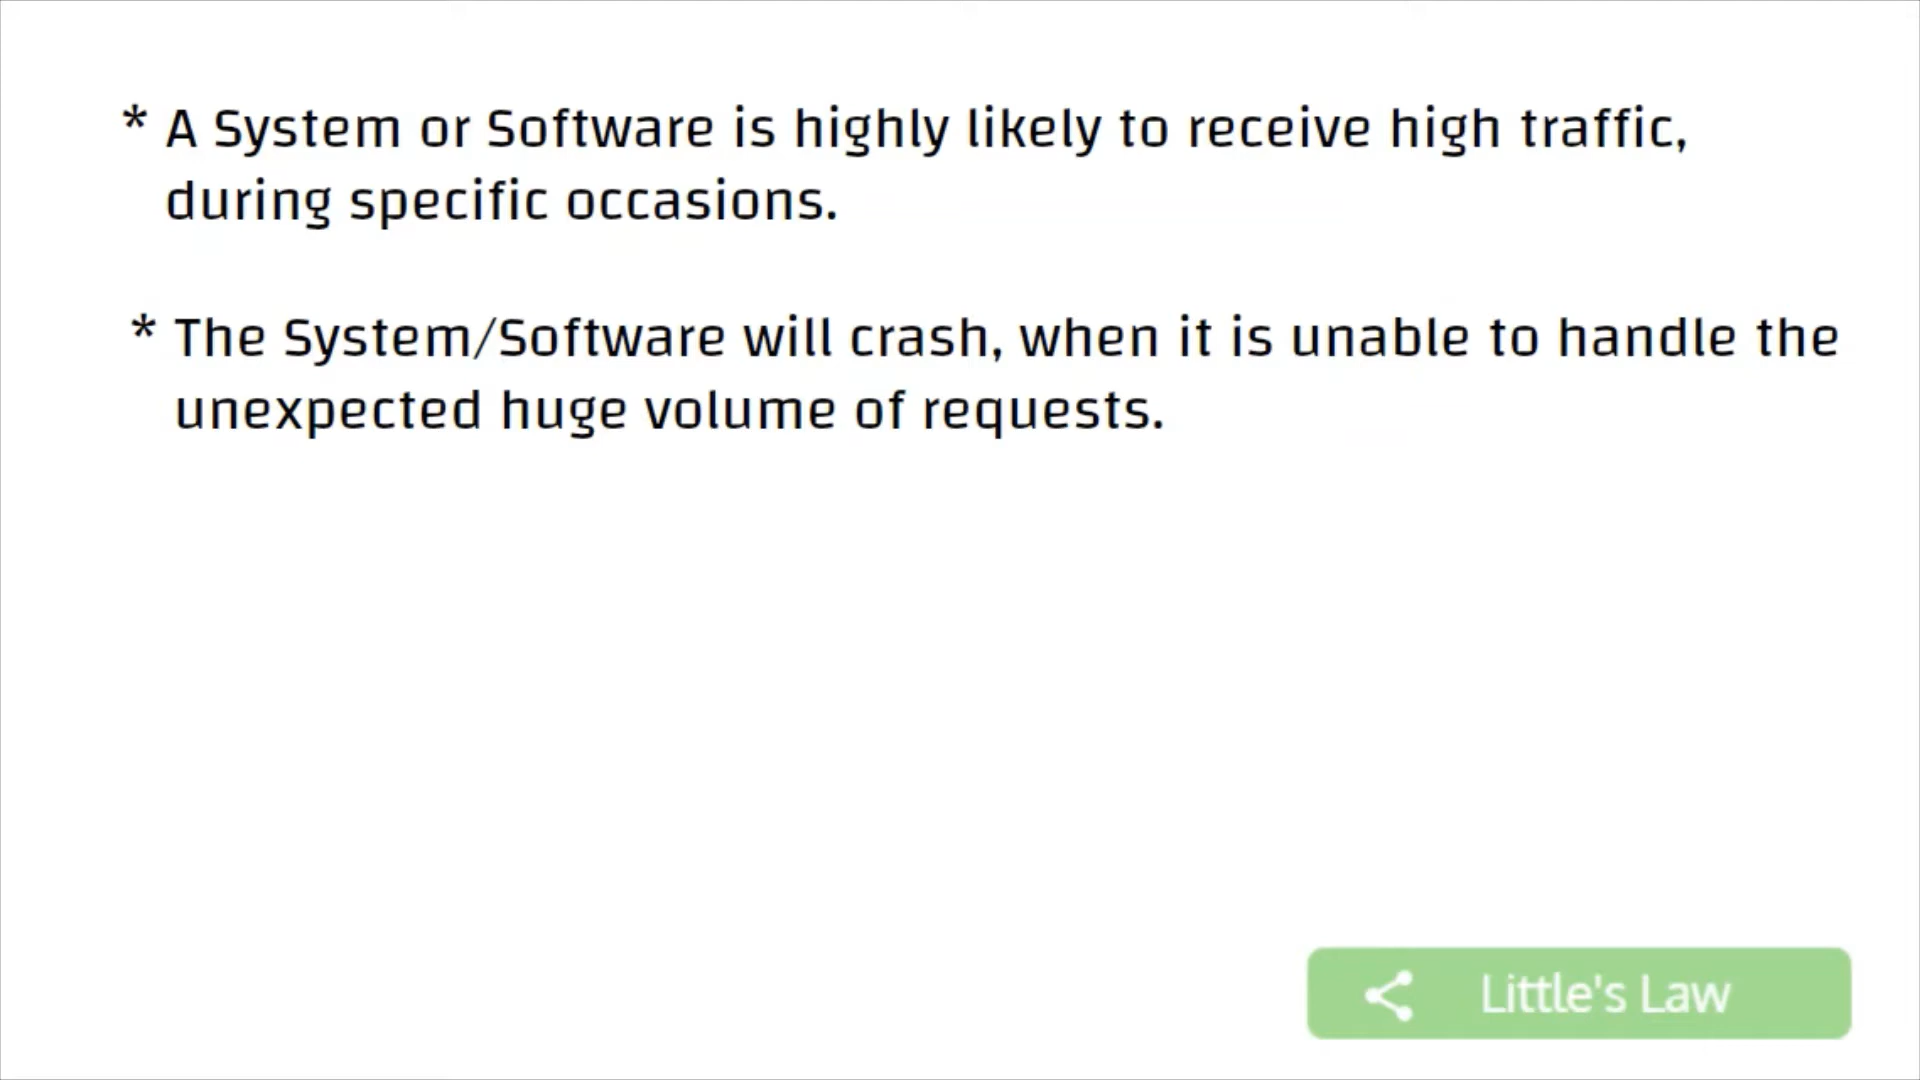 * A System or Software is highly likely to receive high traffic,
during specific occasions.
* The System/Software will crash, when it is unable to handle the
unexpected huge volume of requests.
Little's Law